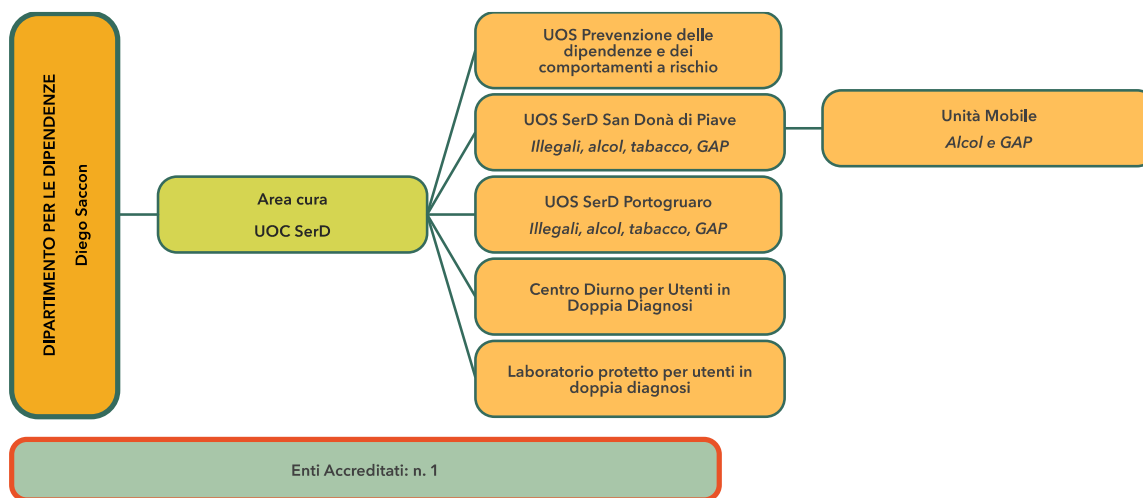 DIPARTIMENTO PER LE DIPENDENZE
Diego Saccon
Area cura
UOC SerD
UOS Prevenzione delle
dipendenze e dei
comportamenti a rischio
UOS SerD San Donà di Piave
Illegali, alcol, tabacco, GAP
Unità Mobile
Alcol e GAP
UOS SerD Portogruaro
Illegali, alcol, tabacco, GAP
Centro Diurno per Utenti in
Doppia Diagnosi
Laboratorio protetto per utenti in
doppia diagnosi
Enti Accreditati: n. 1